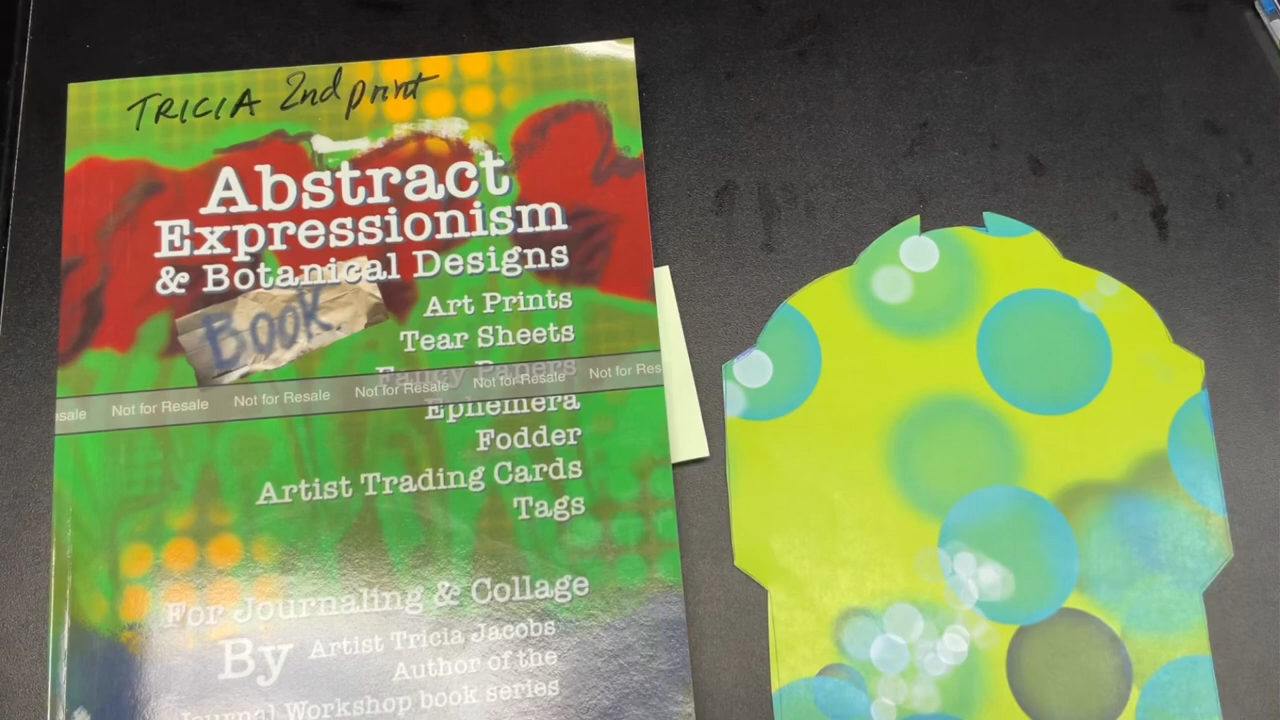 TRICIA 2nd print
Abstract
Expressionism
& Botanical Designs
BOOK.
Art Prints
Tear Sheets
Fancy Papers
sale Not for Resale Not for Resale Not for Resale Not for Resale Not for Res
Ephemera
Fodder
Artist Trading Cards
Tags
For Journaling & Collage
By Artist Tricia Jacobs
Author of the
Journal Workshop book series